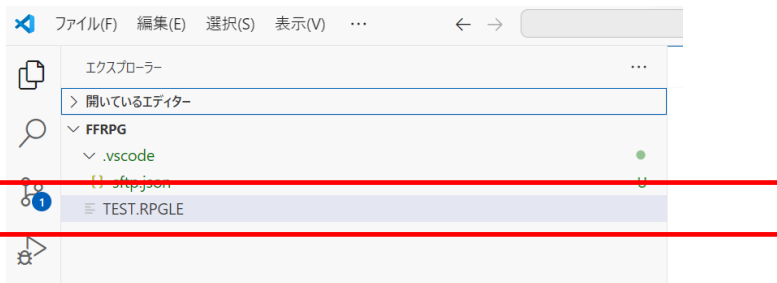 ファイル(F) 編集(E) 選択(S) 表示(V) ...
エクスプローラー ...
開いているエディター
FFRPG
.vscode
{} sftp.json U
1
TEST.RPGLE